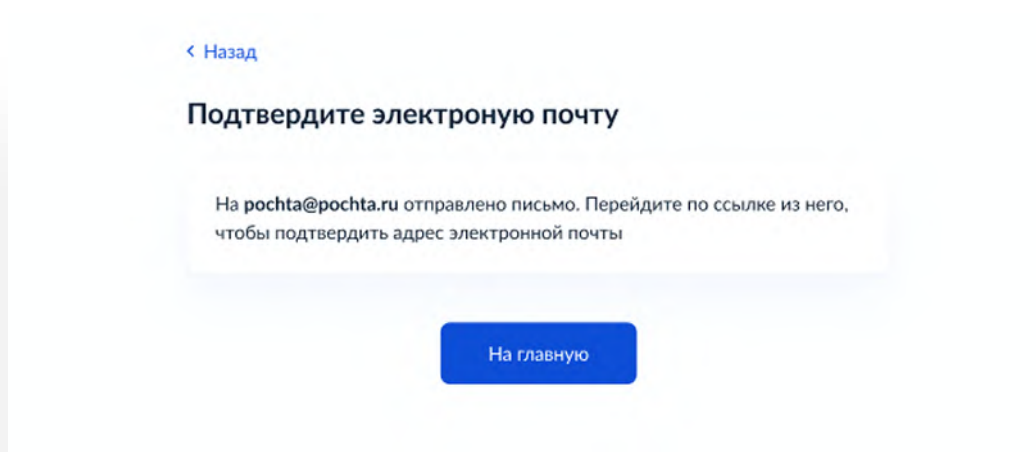 Назад
Подтвердите электроную почту
На pochta@pochta.ru отправлено письмо. Перейдите по ссылке из него,
чтобы подтвердить адрес электронной почты
На главную